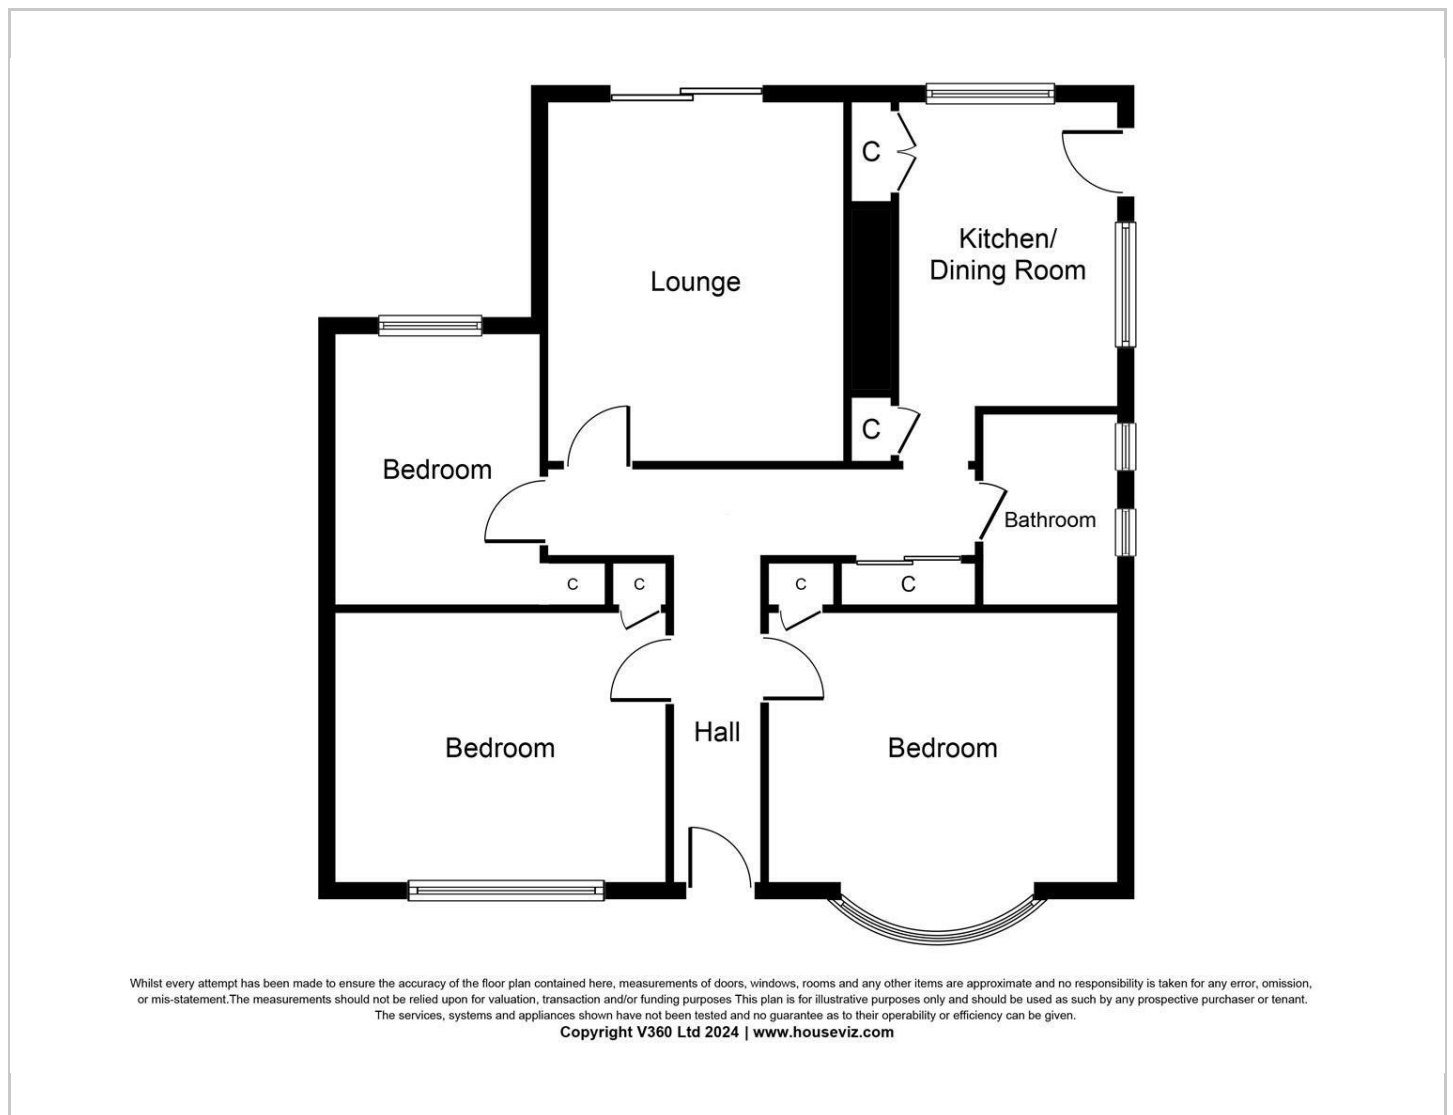 C
Kitchen/
Dining Room
Lounge
C
Bedroom
Bathroom
C
C
C
C
Hall
Bedroom
Bedroom
Whilst every attempt has been made to ensure the accuracy of the floor plan contained here, measurements of doors, windows, rooms and any other items are approximate and no responsibility is taken for any error, omission,
or mis-statement.The measurements should not be relied upon for valuation, transaction and/or funding purposes This plan is for illustrative purposes only and should be used as such by any prospective purchaser or tenant.
The services, systems and appliances shown have not been tested and no guarantee as to their operability or efficiency can be given.
Copyright V360 Ltd 2024 | www.houseviz.com